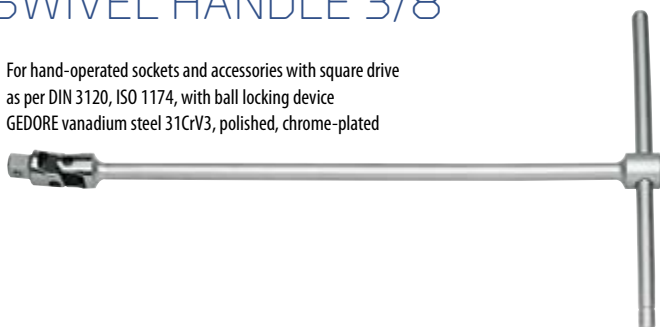 SWIVEL HANDLE 3/8
For hand-operated sockets and accessories with square drive
as per DIN 3120, ISO 1174, with ball locking device
GEDORE vanadium steel 31CrV3, polished, chrome-plated